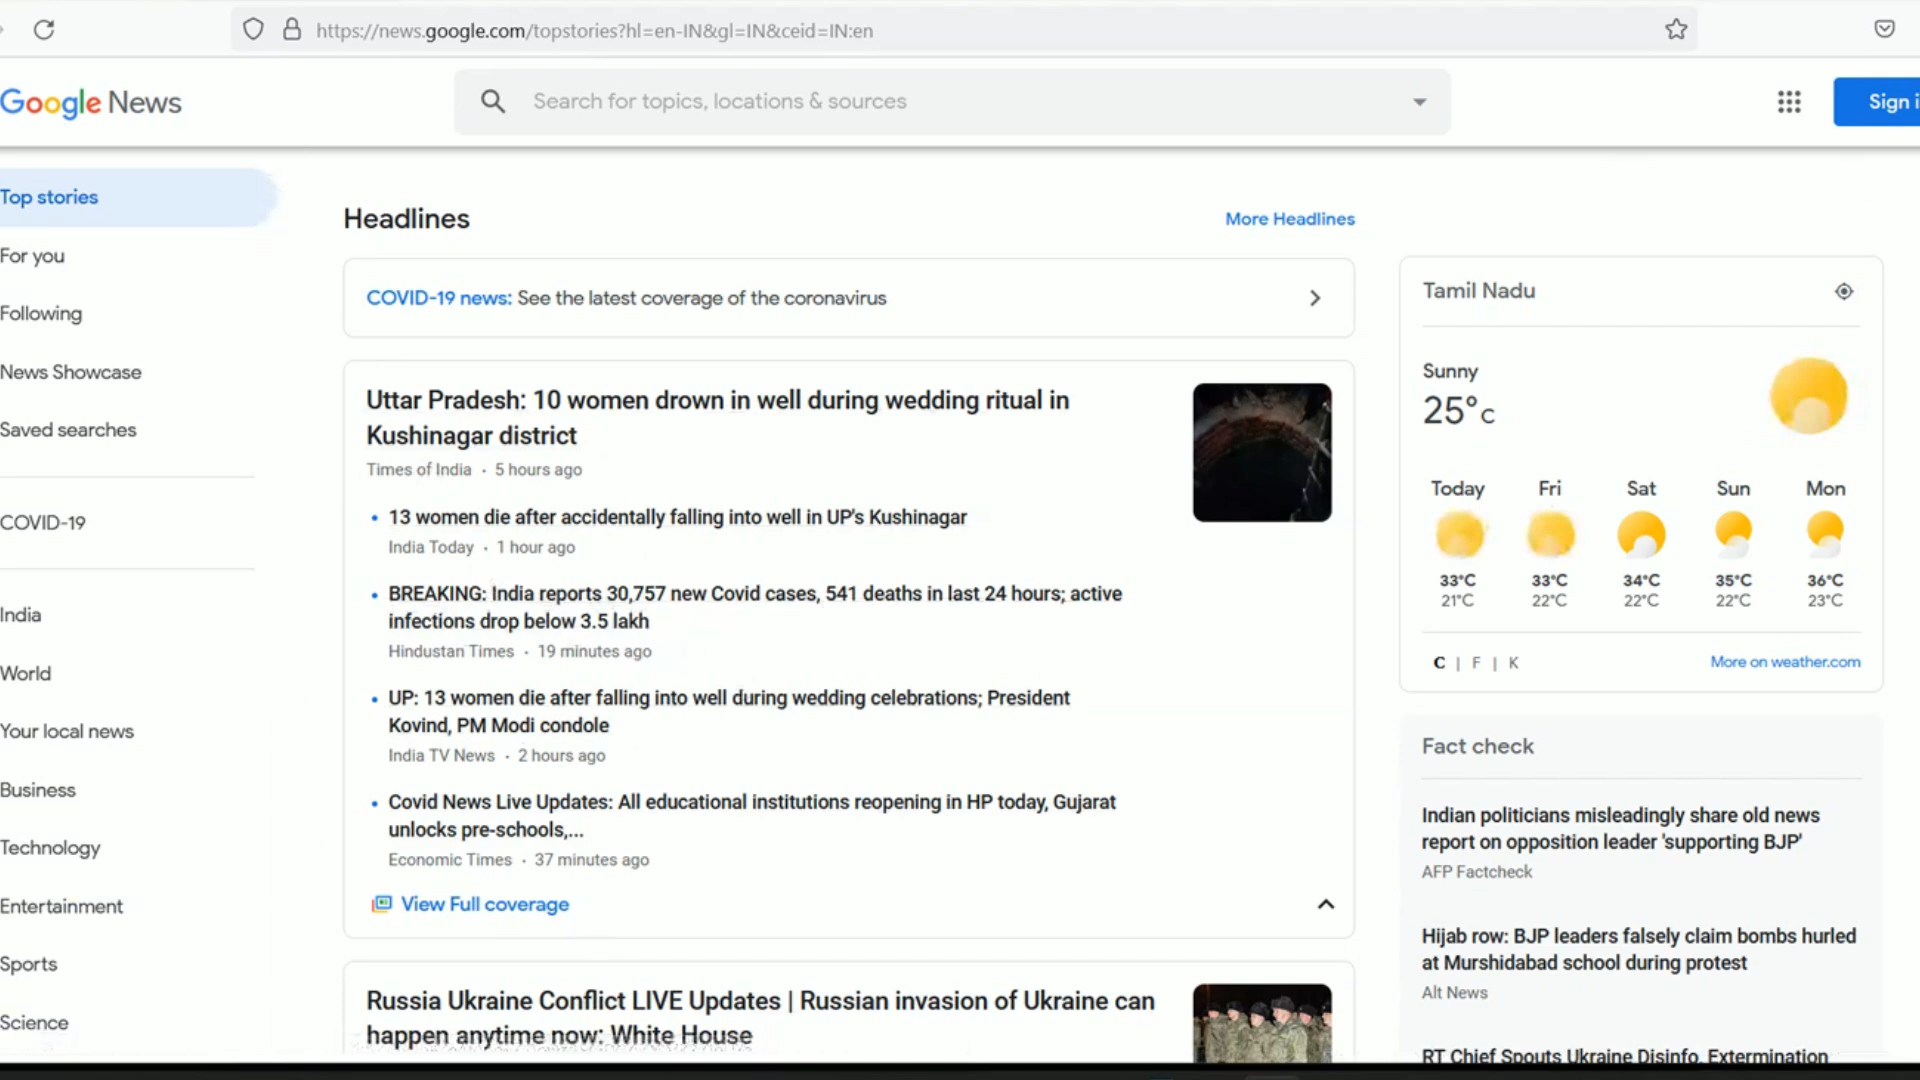 https://news.google.com/topstories?hl=en-IN&gl=IN&ceid=IN:en
Google News
Search for topics, locations & sources
Sign i
Top stories
For you
Following
News Showcase
Saved searches
COVID-19
India
World
Your local news
Business
Technology
Entertainment
Sports
Science
Headlines
More Headlines
COVID-19 news: See the latest coverage of the coronavirus
Uttar Pradesh: 10 women drown in well during wedding ritual in
Kushinagar district
Times of India · 5 hours ago
• 13 women die after accidentally falling into well in UP's Kushinagar
India Today · 1 hour ago
• BREAKING: India reports 30,757 new Covid cases, 541 deaths in last 24 hours; active
infections drop below 3.5 lakh
Hindustan Times · 19 minutes ago
• UP: 13 women die after falling into well during wedding celebrations; President
Kovind, PM Modi condole
India TV News · 2 hours ago
• Covid News Live Updates: All educational institutions reopening in HP today, Gujarat
unlocks pre-schools,...
Economic Times · 37 minutes ago
View Full coverage
Russia Ukraine Conflict LIVE Updates | Russian invasion of Ukraine can
happen anytime now: White House
Tamil Nadu
Sunny
25°C
Today Fri Sat Sun Mon
33°C 33°C 34°C 35°C 36°C
21°C 22°C 22°C 22°C 23°C
C | F | K
More on weather.com
Fact check
Indian politicians misleadingly share old news
report on opposition leader 'supporting BJP'
AFP Factcheck
Hijab row: BJP leaders falsely claim bombs hurled
at Murshidabad school during protest
Alt News
RT Chief Spouts Ukraine Disinfo, Extermination